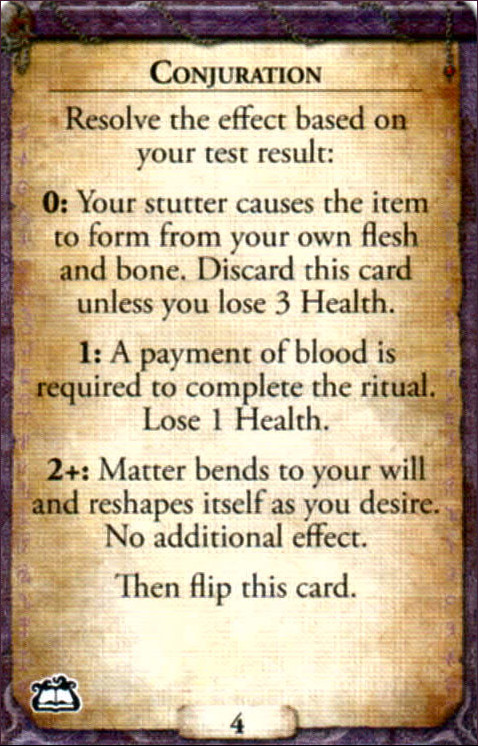 CONJURATION
Resolve the effect based on
your test result:
0: Your stutter causes the item
to form from your own flesh
and bone. Discard this card
unless you lose 3 Health.
1: A payment of blood is
required to complete the ritual.
Lose 1 Health.
2+: Matter bends to your will
and reshapes itself as you desire.
No additional effect.
Then flip this card.
4